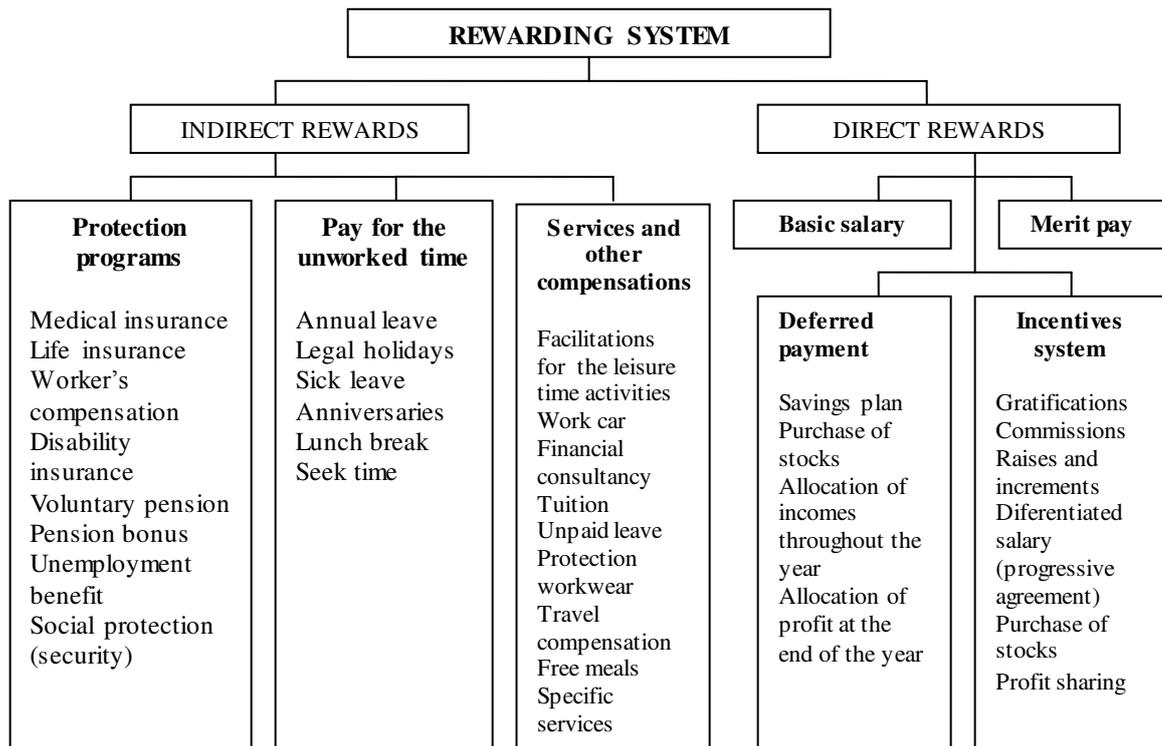 REWARDING SYSTEM
INDIRECT REWARDS
DIRECT REWARDS
Protection
programs
Medical insurance
Life insurance
Worker's
compensation
Disability
insurance
Voluntary pension
Pension bonus
Unemployment
benefit
Social protection
(security)
Pay for the
unworked time
Annual leave
Legal holidays
Sick leave
Anniversaries
Lunch break
Seek time
Services and
other
compensations
Facilitations
for the leisure
time activities
Work car
Financial
consultancy
Tuition
Unpaid leave
Protection
workwear
Travel
compensation
Free meals
Specific
services
Basic salary
Merit pay
Deferred
payment
Savings plan
Purchase of
stocks
Allocation of
incomes
throughout the
year
Allocation of
profit at the
end of the year
Incentives
system
Gratifications
Commissions
Raises and
increments
Diferentiated
salary
(progressive
agreement)
Purchase of
stocks
Profit sharing